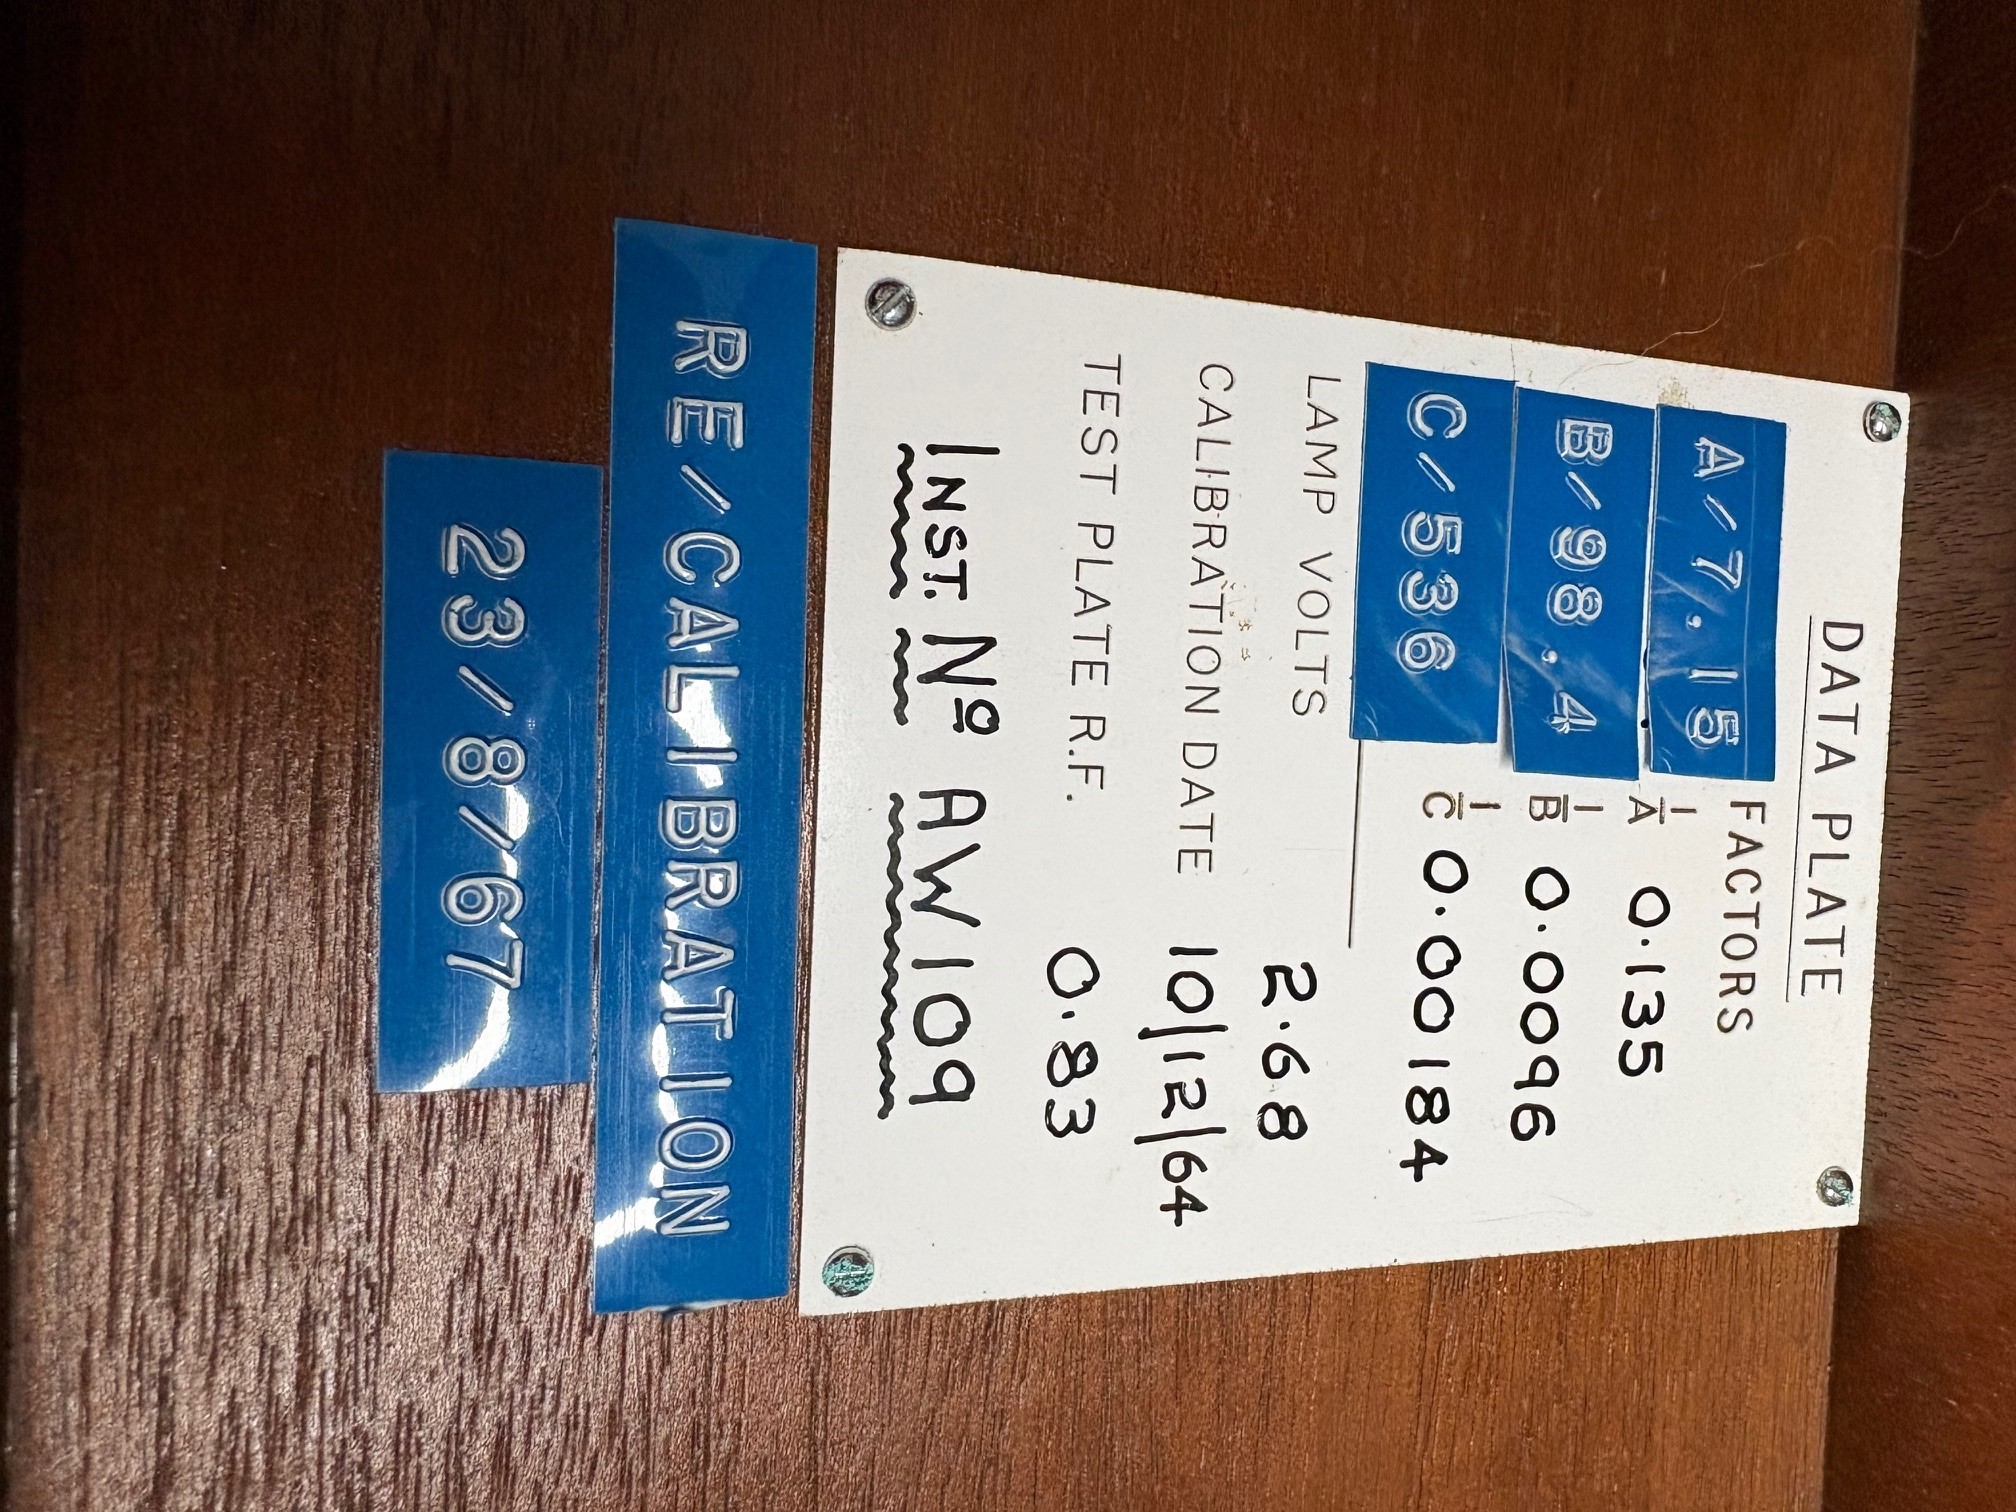 DATA PLATE
FACTORS
A/7.15 1/A 0.135
B/98.4 1/B 0.0096
C/536 1/C 0.00184
LAMP VOLTS 2.68
CALIBRATION DATE 10/12/64
TEST PLATE R.F. 0.83
INST. Nº AW109
RE/CALIBRATION
23/8/67